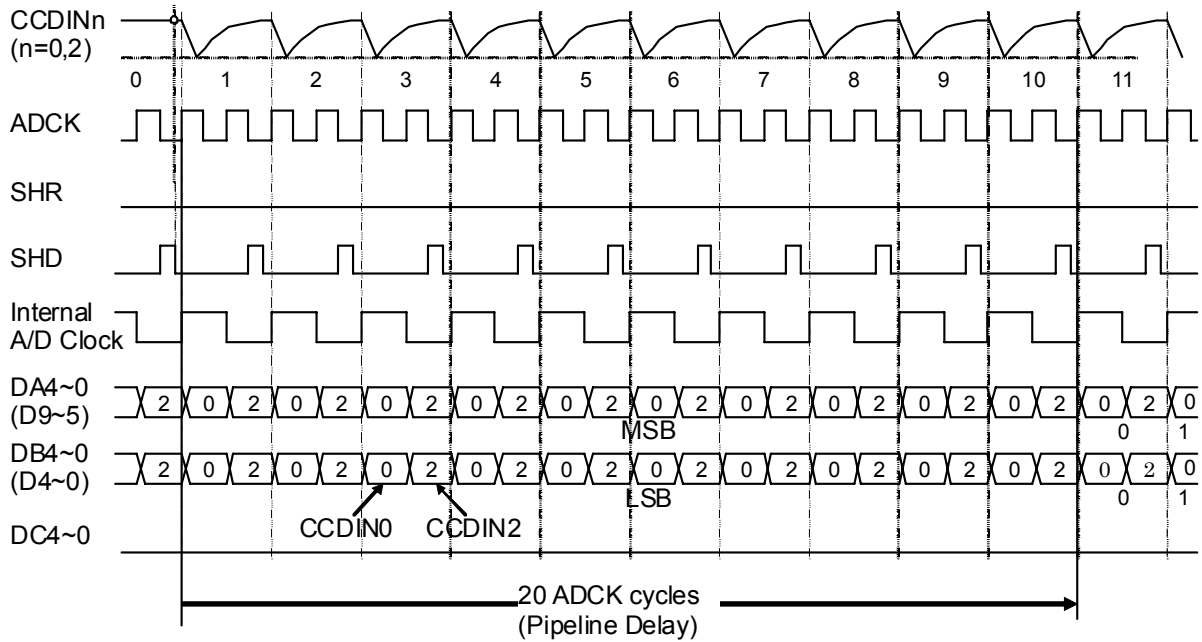 CCDINn
(n=0,2)
0 1 2 3 4 5 6 7 8 9 10 11
ADCK
SHR
SHD
Internal
A/D Clock
DA4~0
(D9~5)
2 0 2 0 2 0 2 0 2 0 2 0 2 0 2 0 2 0 2 0 2 0 2 0
MSB 0 1
DB4~0
(D4~0)
2 0 2 0 2 0 2 0 2 0 2 0 2 0 2 0 2 0 2 0 2 0 2 0
LSB 0 1
CCDIN0 CCDIN2
DC4~0
20 ADCK cycles
(Pipeline Delay)